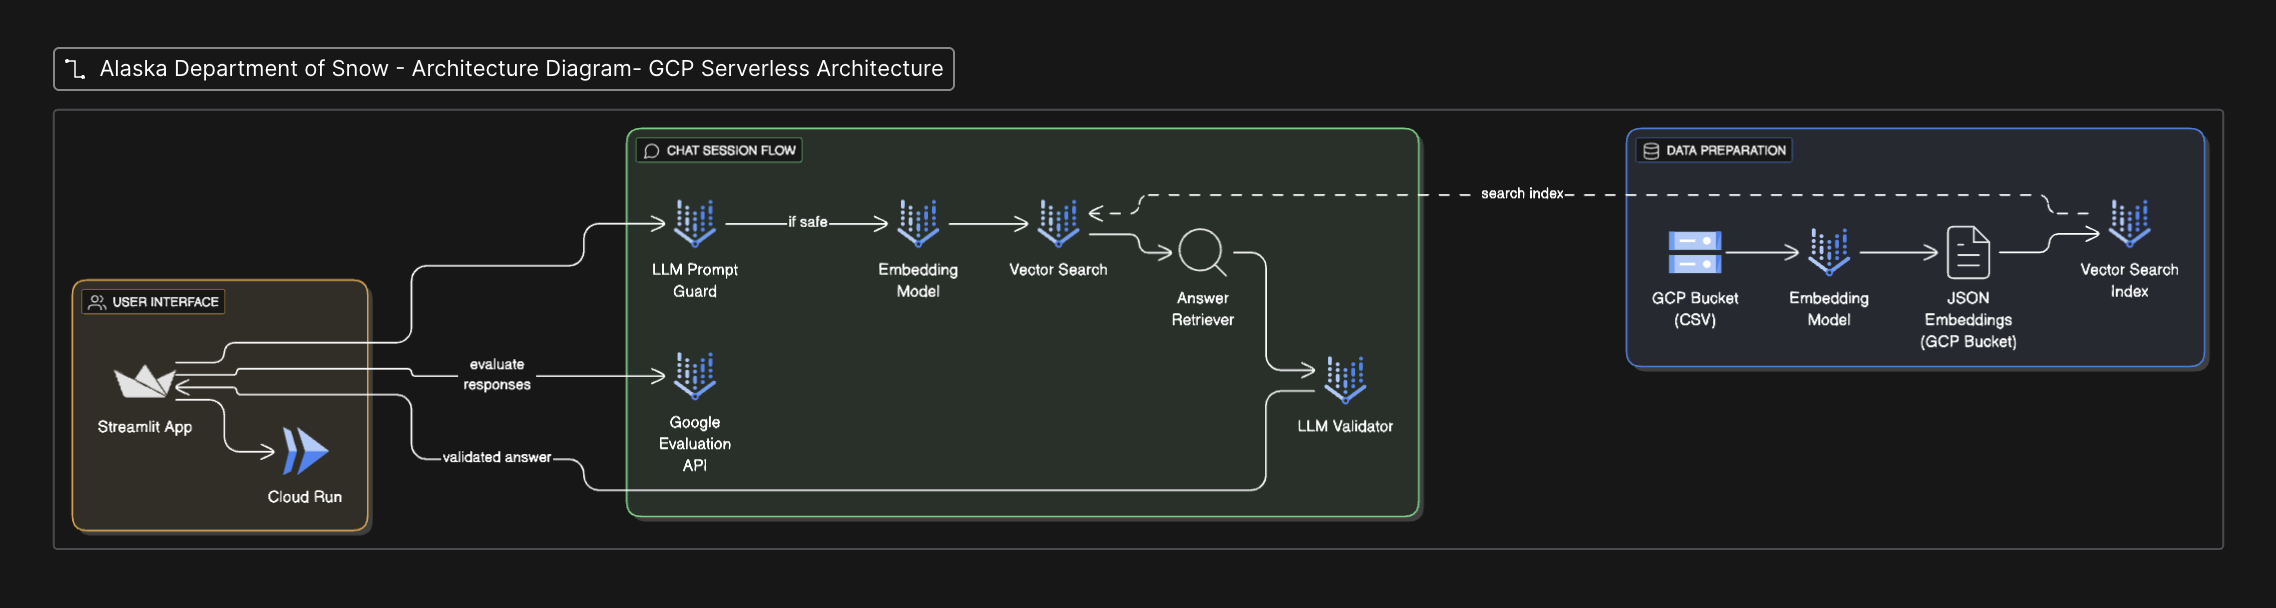 Alaska Department of Snow - Architecture Diagram- GCP Serverless Architecture
CHAT SESSION FLOW
LLM Prompt
Guard
if safe
Embedding
Model
Vector Search
Answer
Retriever
Google
Evaluation
API
LLM Validator
search index
DATA PREPARATION
GCP Bucket
(CSV)
Embedding
Model
JSON
Embeddings
(GCP Bucket)
Vector Search
Index
USER INTERFACE
Streamlit App
Cloud Run
evaluate
responses
validated answer